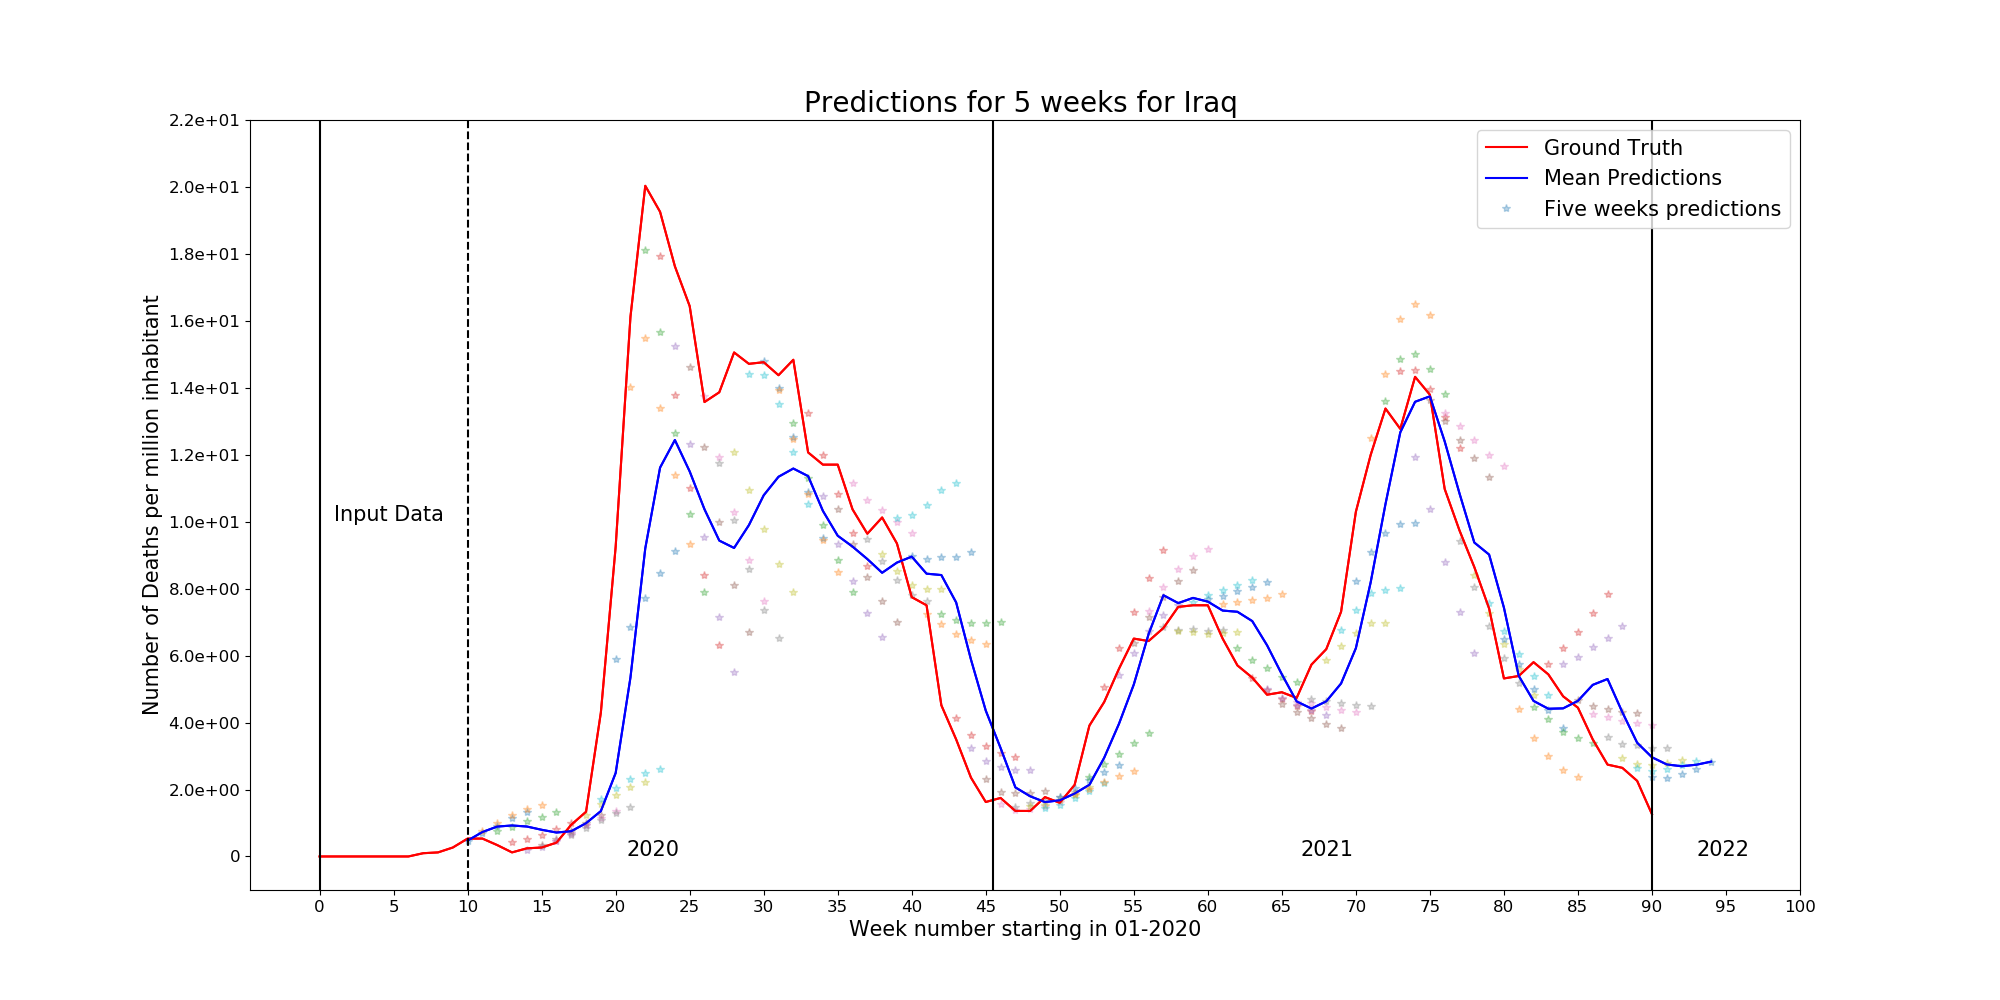 Predictions for 5 weeks for Iraq
2.2e+01
2.0e+01
1.8e+01
1.6e+01
1.4e+01
1.2e+01
1.0e+01
8.0e+00
6.0e+00
4.0e+00
2.0e+00
0
Number of Deaths per million inhabitant
Ground Truth
Mean Predictions
Five weeks predictions
Input Data
2020
2021
2022
0 5 10 15 20 25 30 35 40 45 50 55 60 65 70 75 80 85 90 95 100
Week number starting in 01-2020